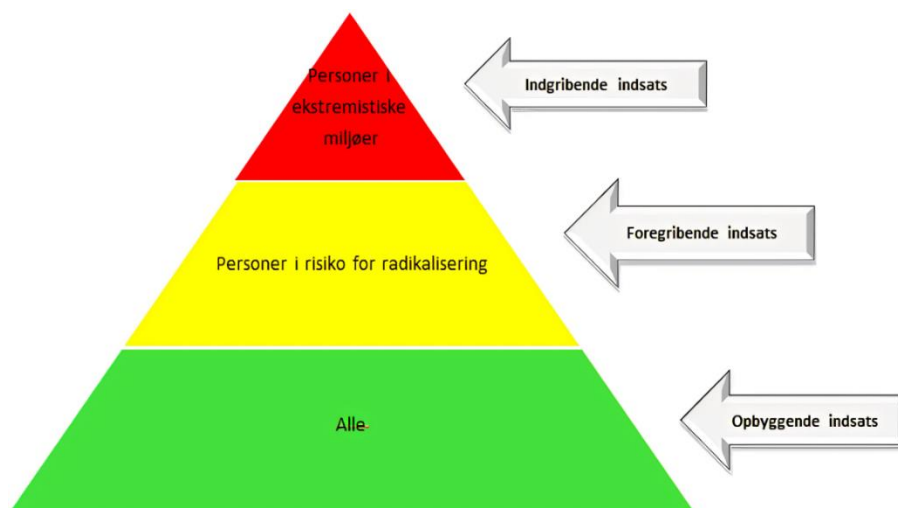 Personer i
ekstremistiske
miljøer
Indgribende indsats
Personer i risiko for radikalisering
Foregribende indsats
Alle
Opbyggende indsats